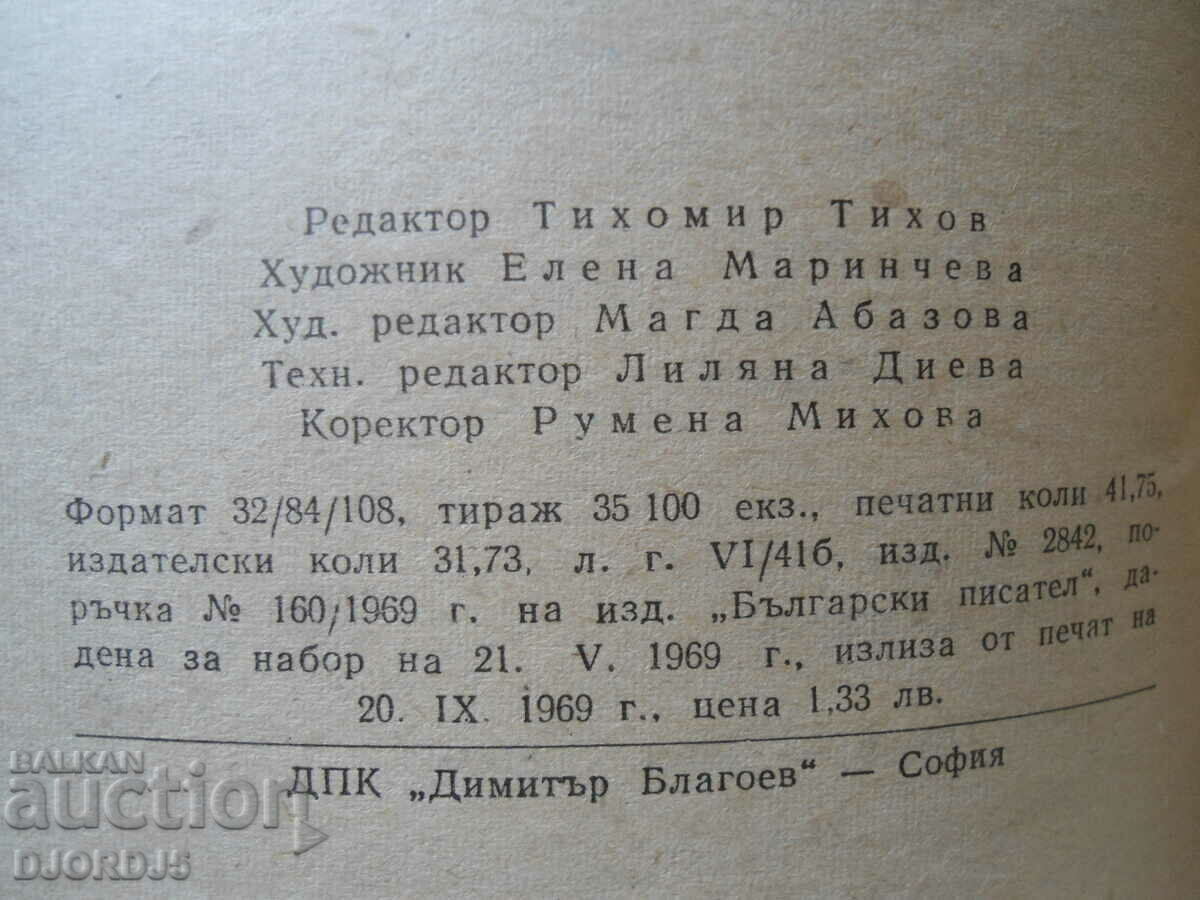 Редактор Тихомир Тихов
Художник Елена Маринчева
Худ. редактор Магда Абазова
Техн. редактор Лиляна Диева
Коректор Румена Михова
Формат 32/84/108, тираж 35 100 екз., печатни коли 41,75,
издателски коли 31,73, л. г. VI/41б, изд. № 2842, по-
ръчка № 160/1969 г. на изд. „Български писател“, да-
дена за набор на 21. V. 1969 г., излиза от печат на
20. IX. 1969 г., цена 1,33 лв.
ДПК „Димитър Благоев“ — София
BALKAN
auction
DJORDJ5